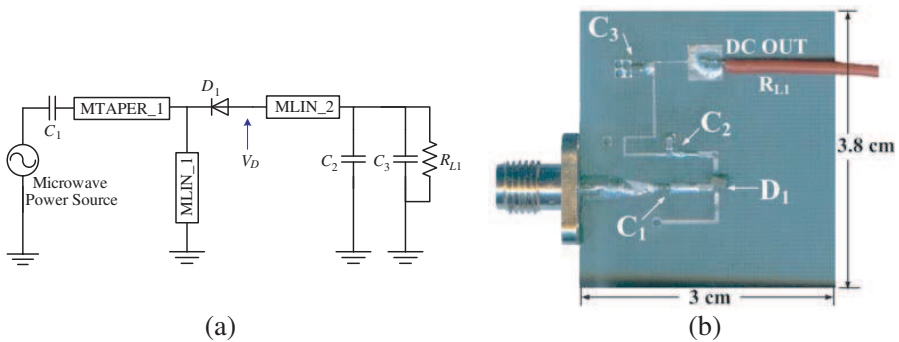 C1
MTAPER_1
D1
MLIN_2
VD
MLIN_1
C2
C3
RL1
Microwave
Power Source
(a)
C3
DC OUT
RL1
C2
3.8 cm
D1
C1
3 cm
(b)